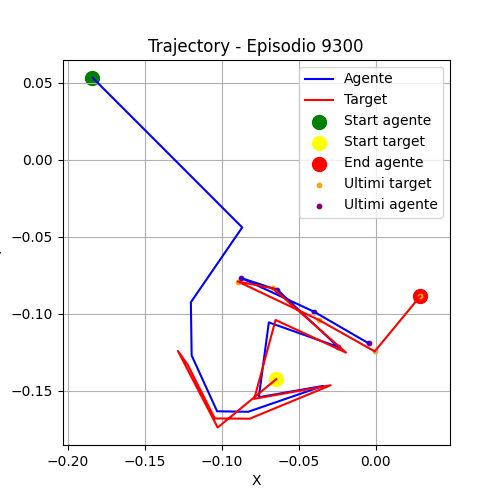 Trajectory - Episodio 9300
Agente
Target
Start agente
Start target
End agente
Ultimi target
Ultimi agente
0.05
0.00
−0.05
−0.10
−0.15
−0.20
−0.15
−0.10
−0.05
0.00
X